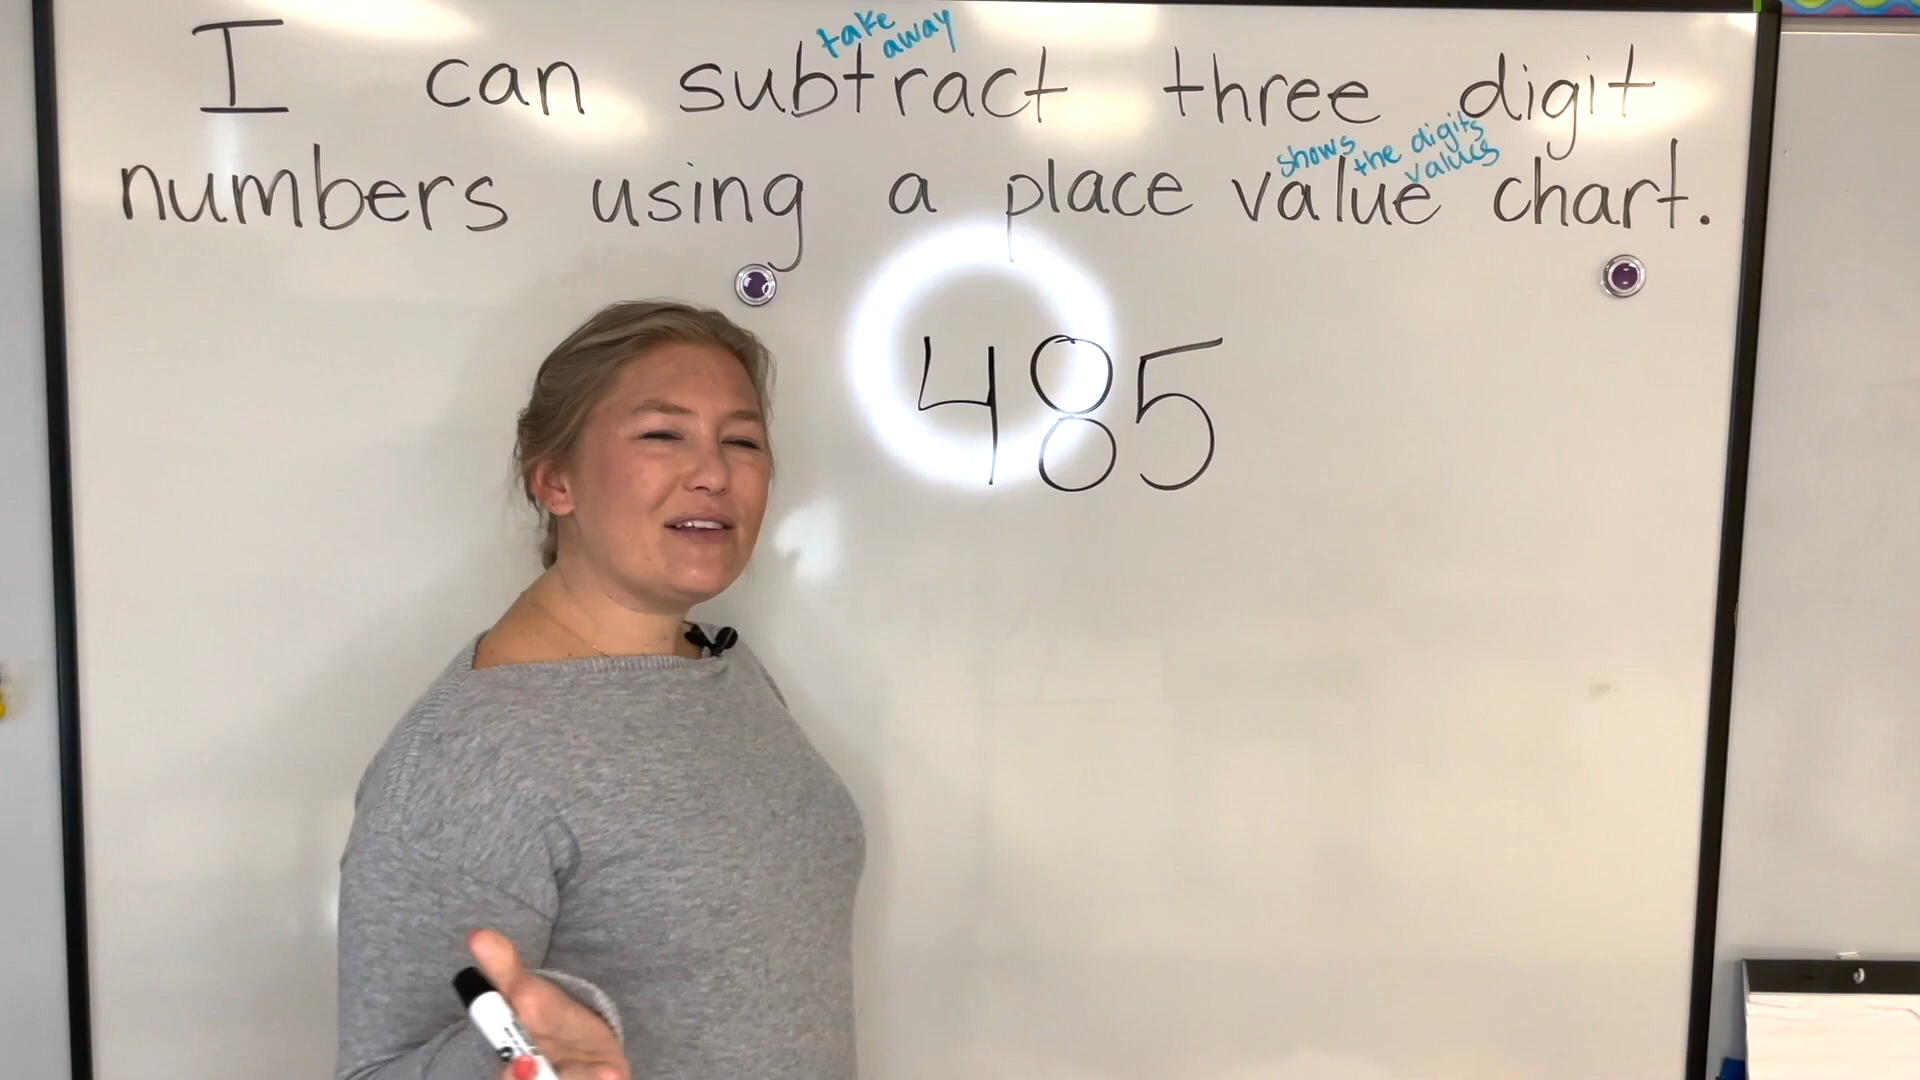 take
away
I can subtract three digit
shows the digits
values
numbers using a place value chart.
485